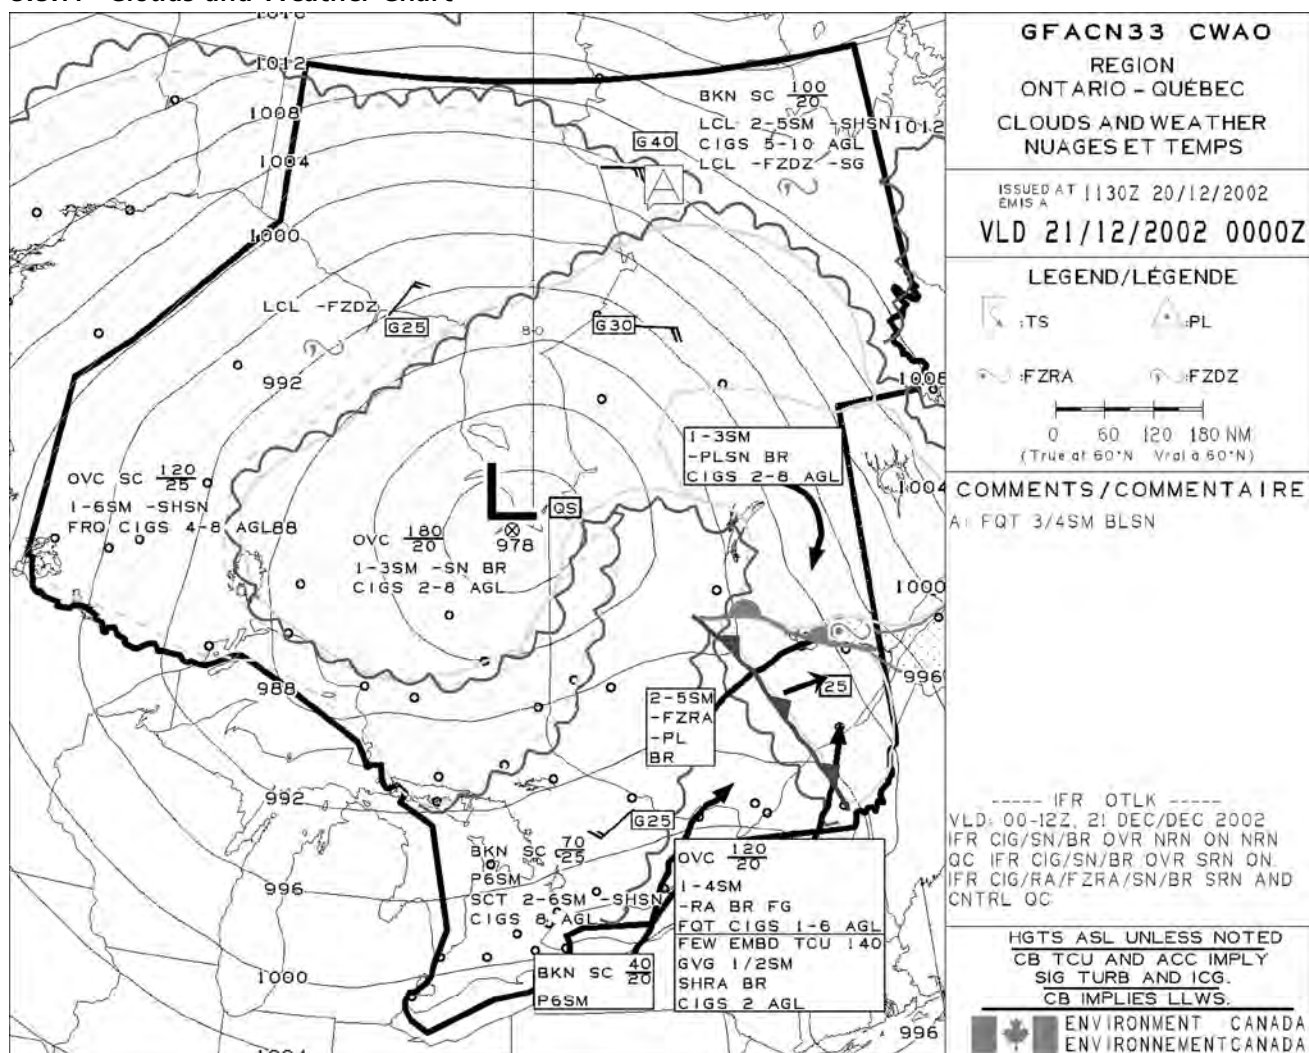 1012
1008
1004
1000
992
988
992
996
1000
BKN SC 100/20
LCL 2-5SM -SHSN
1012
CIGS 5-10 AGL
LCL -FZDZ -SG
G40
A
LCL -FZDZ
G25
G30
80
1008
1004
1000
996
996
OVC SC 120/25
1-6SM -SHSN
FRQ CIGS 4-8 AGL
88
L
QS
978
OVC 180/20
1-3SM -SN BR
CIGS 2-8 AGL
1-3SM
-PLSN BR
CIGS 2-8 AGL
25
2-5SM
-FZRA
-PL
BR
G25
BKN SC 70/25
P6SM
SCT 2-6SM -SHSN
CIGS 8 AGL
BKN SC 40/20
P6SM
OVC 120/20
1-4SM
-RA BR FG
FQT CIGS 1-6 AGL
FEW EMBD TCU 140
GVG 1/2SM
SHRA BR
CIGS 2 AGL
GFACN33 CWAO
REGION
ONTARIO - QUÉBEC
CLOUDS AND WEATHER
NUAGES ET TEMPS
ISSUED AT 1130Z 20/12/2002
EMIS A
VLD 21/12/2002 0000Z
LEGEND/LÉGENDE
:TS
:PL
:FZRA
:FZDZ
0 60 120 180 NM
(True at 60°N Vrai à 60°N)
COMMENTS/COMMENTAIRE
A: FQT 3/4SM BLSN
----- IFR OTLK -----
VLD: 00-12Z, 21 DEC/DEC 2002
IFR CIG/SN/BR OVR NRN ON NRN
QC IFR CIG/SN/BR OVR SRN ON.
IFR CIG/RA/FZRA/SN/BR SRN AND
CNTRL QC
HGTS ASL UNLESS NOTED
CB TCU AND ACC IMPLY
SIG TURB AND ICG.
CB IMPLIES LLWS.
ENVIRONMENT CANADA
ENVIRONNEMENT CANADA